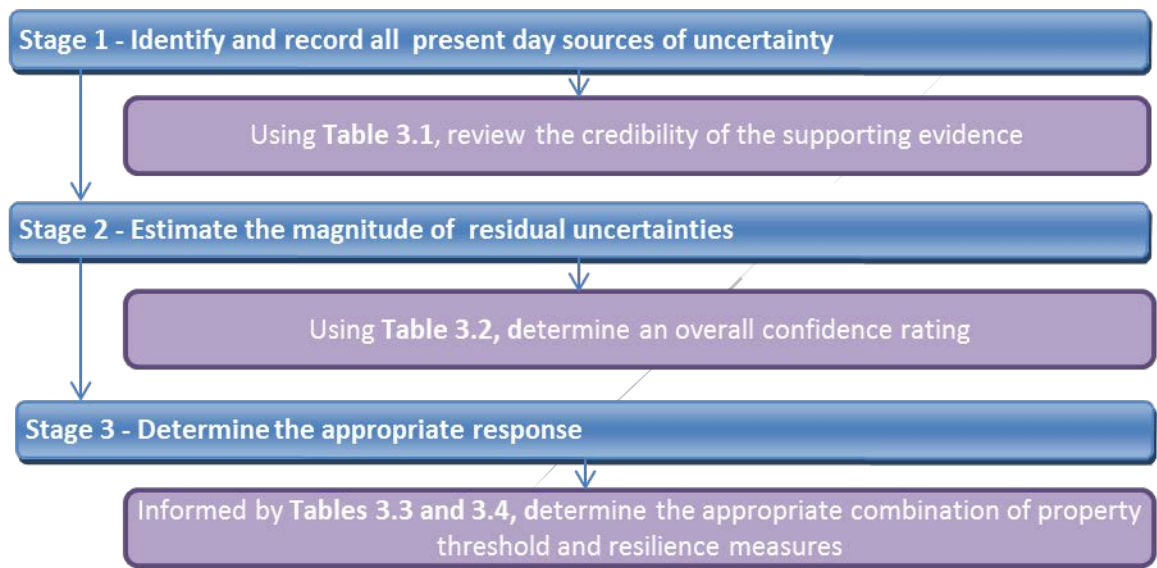 Stage 1 - Identify and record all present day sources of uncertainty
Using Table 3.1, review the credibility of the supporting evidence
Stage 2 - Estimate the magnitude of residual uncertainties
Using Table 3.2, determine an overall confidence rating
Stage 3 - Determine the appropriate response
Informed by Tables 3.3 and 3.4, determine the appropriate combination of property
threshold and resilience measures